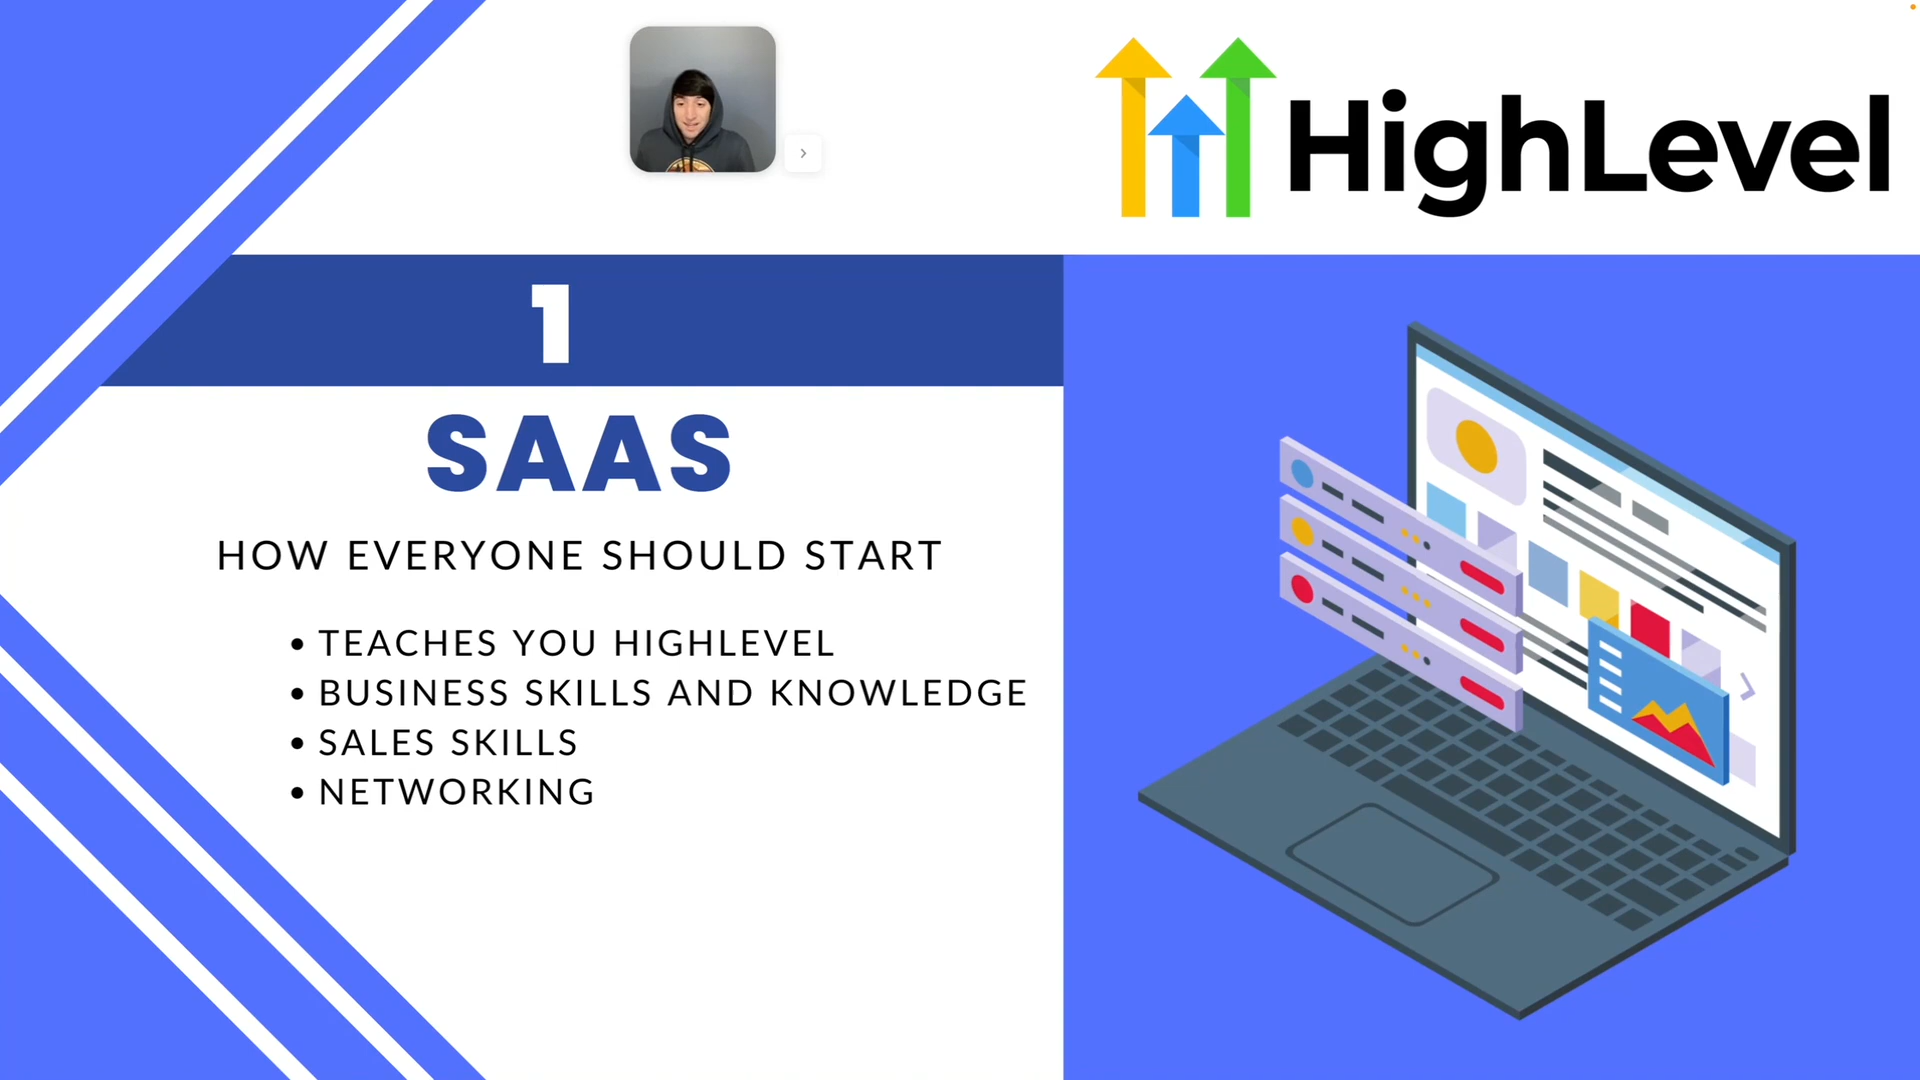 HighLevel
1
SAAS
HOW EVERYONE SHOULD START
• TEACHES YOU HIGHLEVEL
• BUSINESS SKILLS AND KNOWLEDGE
• SALES SKILLS
• NETWORKING